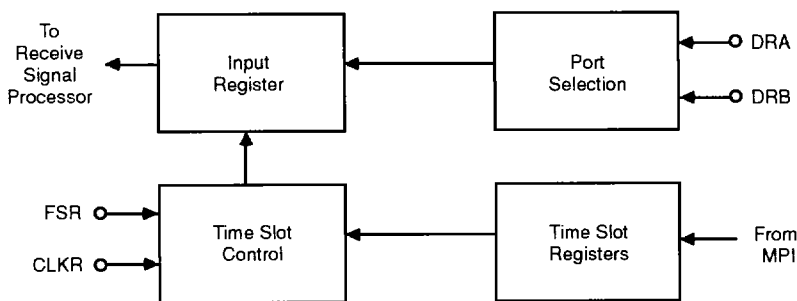 To
Receive
Signal
Processor
Input
Register
Port
Selection
DRA
DRB
FSR
CLKR
Time Slot
Control
Time Slot
Registers
From
MPI